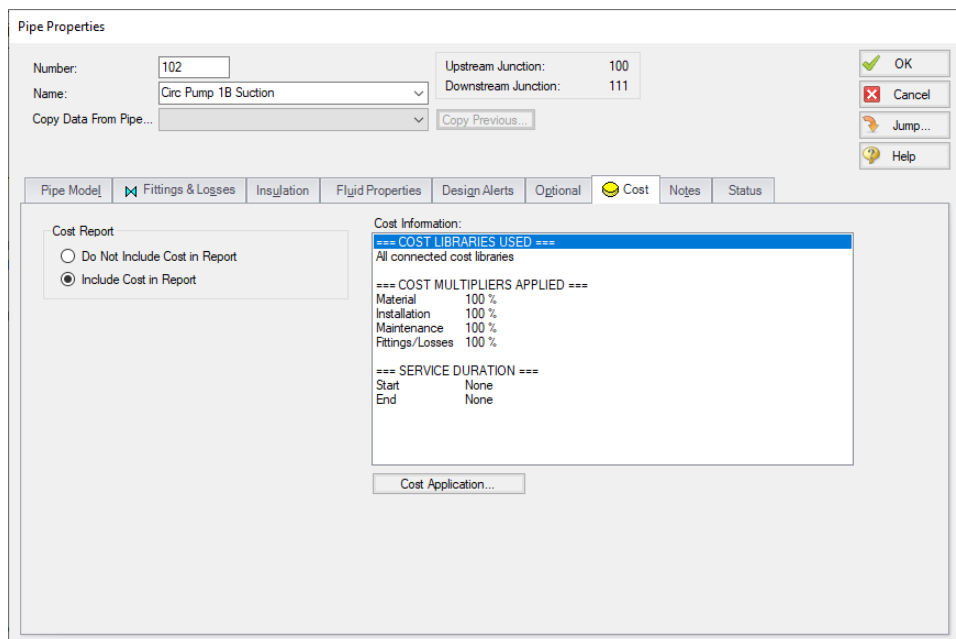 Pipe Properties
Number: 102
Name: Circ Pump 1B Suction
Copy Data From Pipe... Copy Previous...
Upstream Junction: 100
Downstream Junction: 111
OK
Cancel
Jump...
Help
Pipe Model Fittings & Losses Insulation Fluid Properties Design Alerts Optional Cost Notes Status
Cost Report
Do Not Include Cost in Report
Include Cost in Report
Cost Information:
=== COST LIBRARIES USED ===
All connected cost libraries
=== COST MULTIPLIERS APPLIED ===
Material 100 %
Installation 100 %
Maintenance 100 %
Fittings/Losses 100 %
=== SERVICE DURATION ===
Start None
End None
Cost Application...